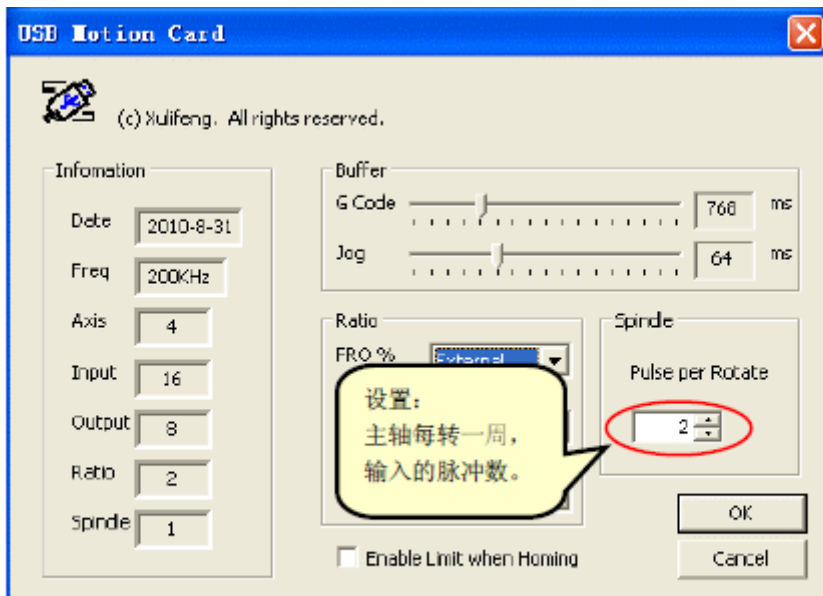 USB Motion Card
(c) Xulifeng. All rights reserved.
Infomation
Date 2010-8-31
Freq 200KHz
Axis 4
Input 16
Output 8
Ratio 2
Spindle 1
Buffer
G Code 768 ms
Jog 64 ms
Ratio
FRO % External
设置:
主轴每转一周,
输入的脉冲数。
Spindle
Pulse per Rotate
2
Enable Limit when Homing
OK
Cancel